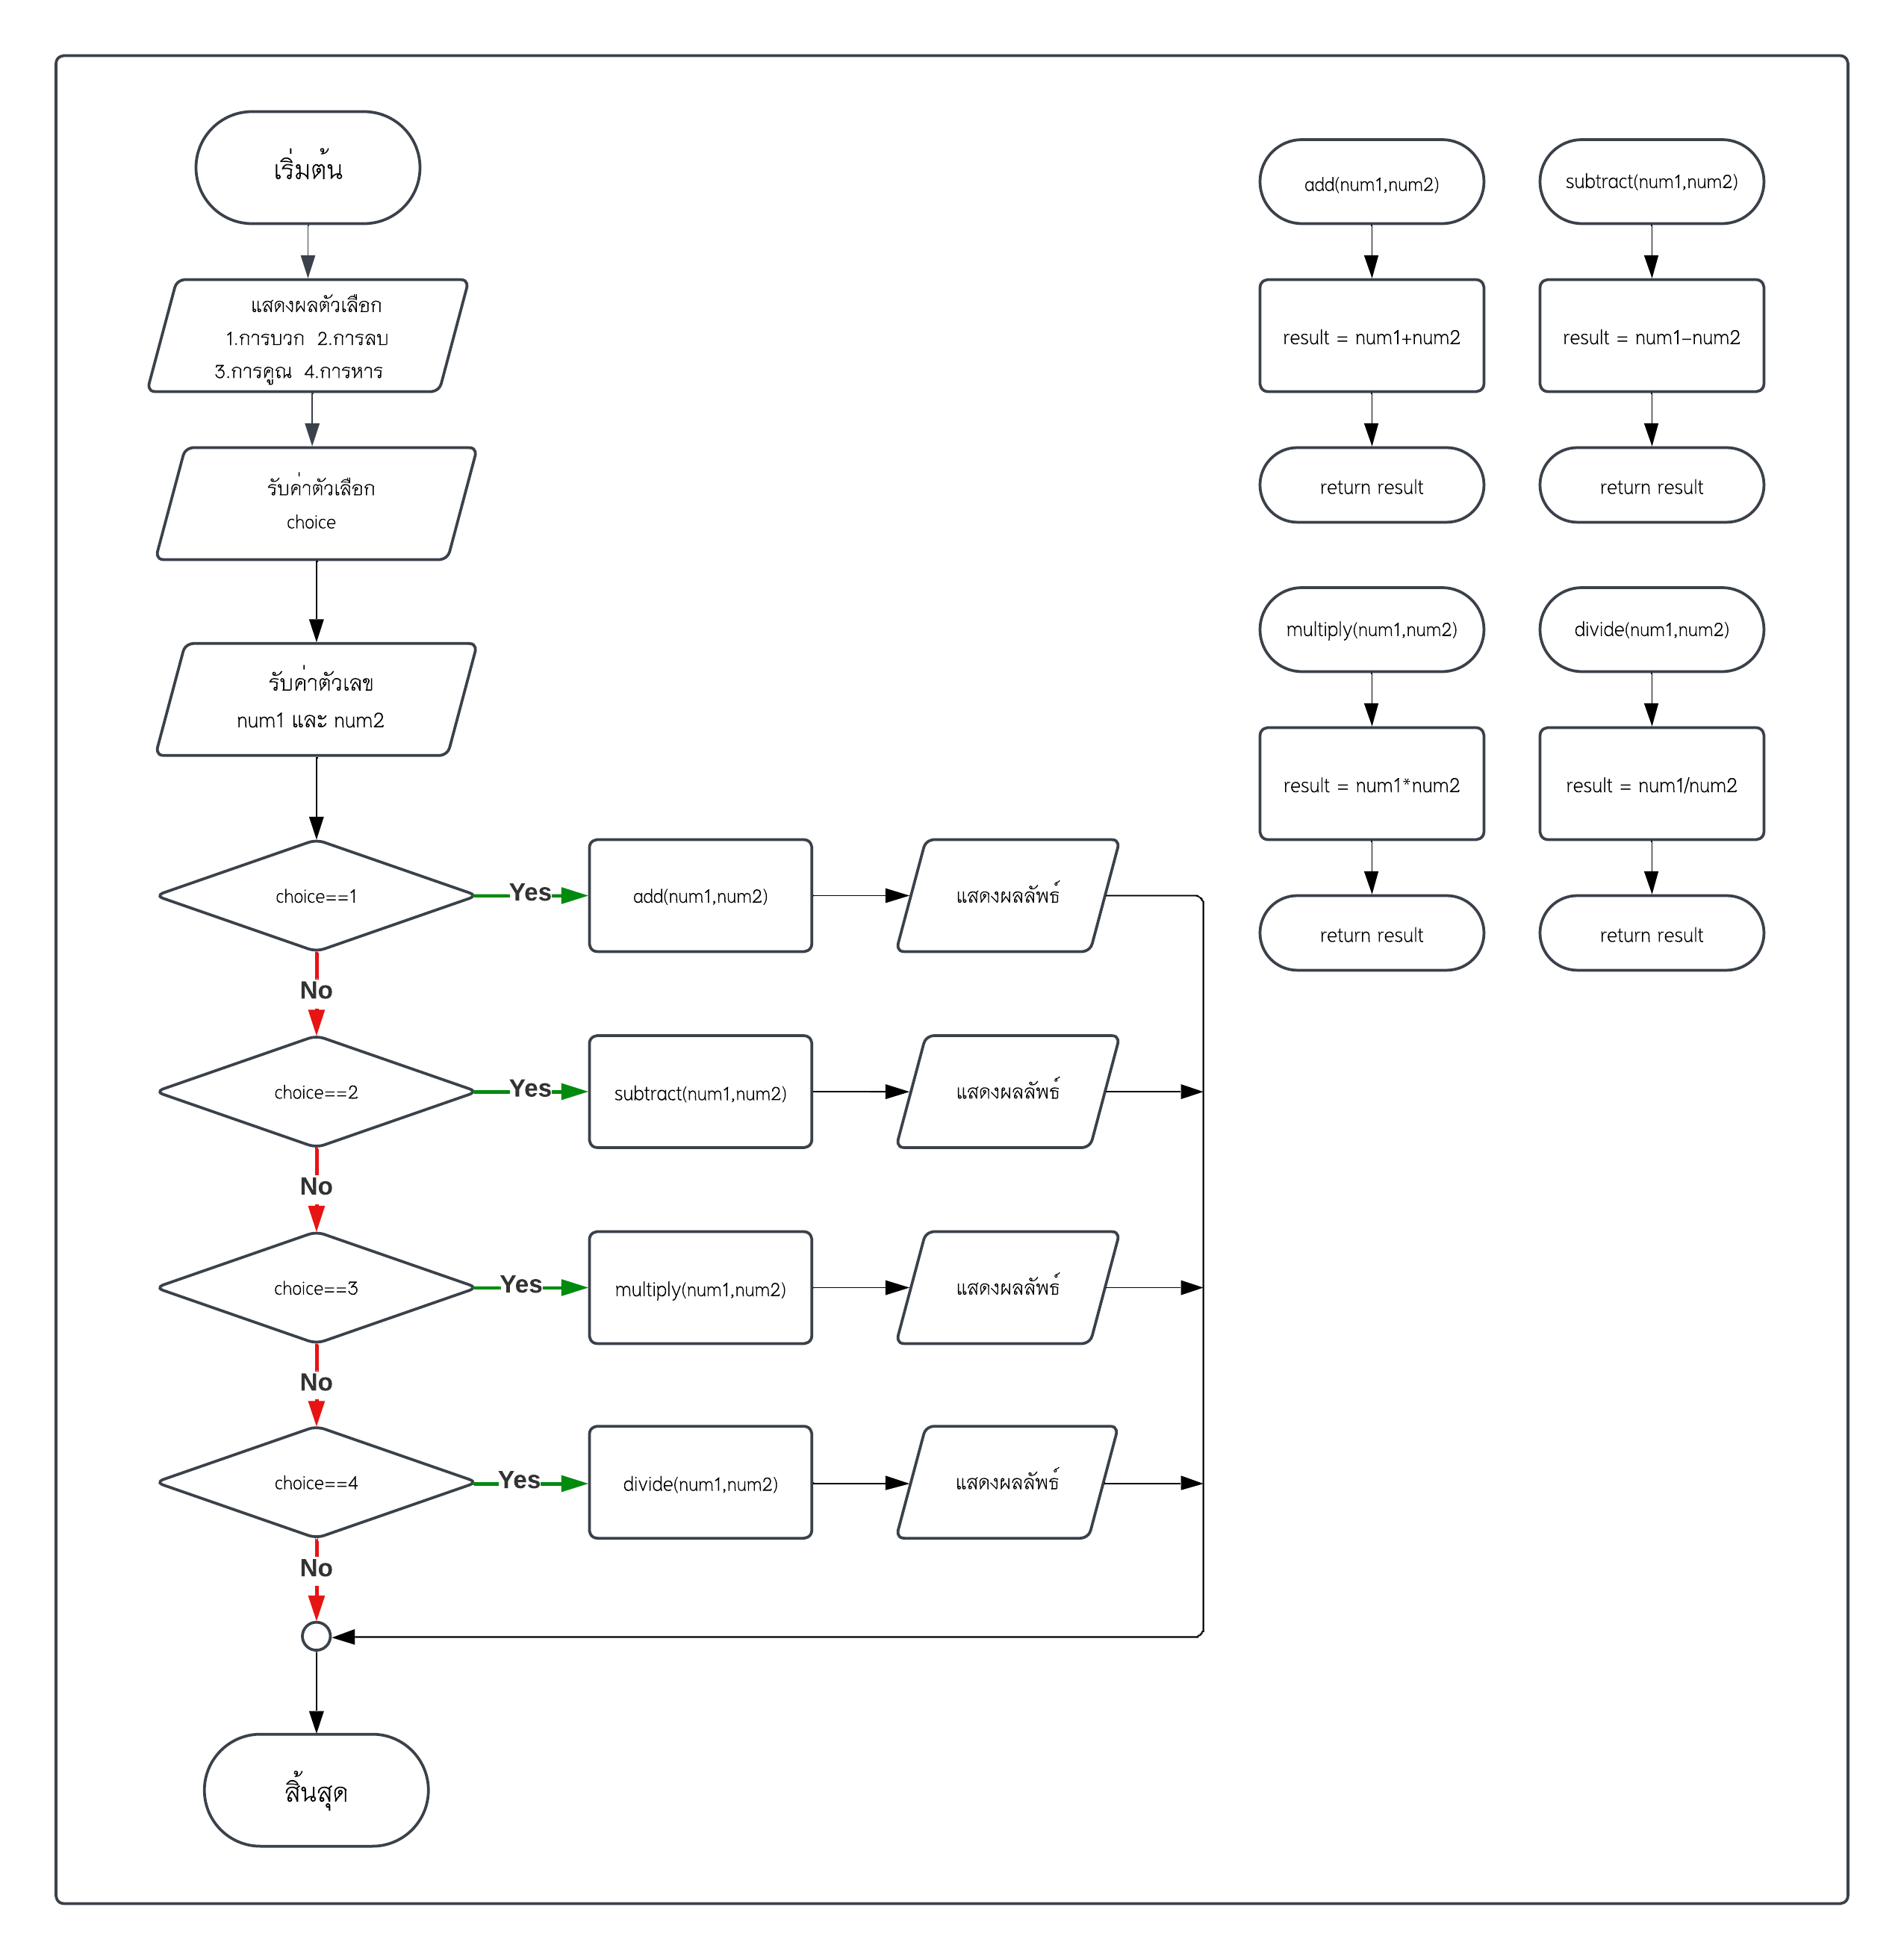 เริ่มต้น
แสดงผลตัวเลือก
1.การบวก 2.การลบ
3.การคูณ 4.การหาร
รับค่าตัวเลือก
choice
รับค่าตัวเลข
num1 และ num2
choice==1
Yes
add(num1,num2)
แสดงผลลัพธ์
No
choice==2
Yes
subtract(num1,num2)
แสดงผลลัพธ์
No
choice==3
Yes
multiply(num1,num2)
แสดงผลลัพธ์
No
choice==4
Yes
divide(num1,num2)
แสดงผลลัพธ์
No
สิ้นสุด
add(num1,num2)
result = num1+num2
return result
subtract(num1,num2)
result = num1-num2
return result
multiply(num1,num2)
result = num1*num2
return result
divide(num1,num2)
result = num1/num2
return result